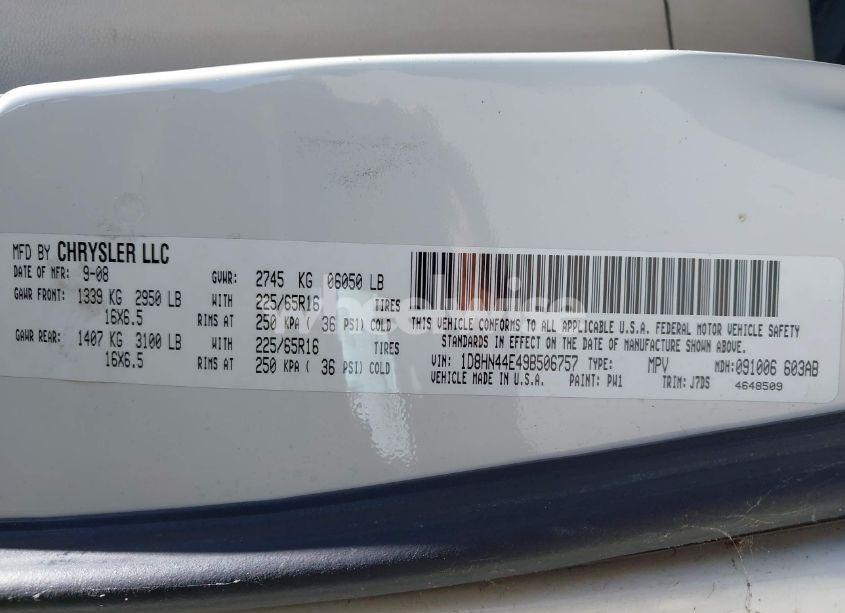 MFD BY CHRYSLER LLC
DATE OF MFR: 9-08 GVWR: 2745 KG 06050 LB
GAWR FRONT: 1339 KG 2950 LB WITH 225/65R16 TIRES
16X6.5 RIMS AT 250 KPA ( 36 PSI) COLD
GAWR REAR: 1407 KG 3100 LB WITH 225/65R16 TIRES
16X6.5 RIMS AT 250 KPA ( 36 PSI) COLD
THIS VEHICLE CONFORMS TO ALL APPLICABLE U.S.A. FEDERAL MOTOR VEHICLE SAFETY
STANDARDS IN EFFECT ON THE DATE OF MANUFACTURE SHOWN ABOVE.
VIN: 1D8HN44E49B506757 TYPE: MPV MDH: 091006 603AB
VEHICLE MADE IN U.S.A. PAINT: PW1 TRIM: J7DS 4648509